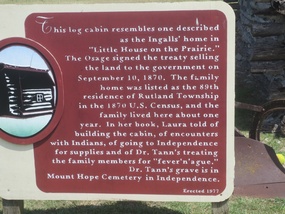 This log cabin resembles one described
as the Ingalls' home in
"Little House on the Prairie."
The Osage signed the treaty selling
the land to the government on
September 10, 1870. The family
home was listed as the 89th
residence of Rutland Township
in the 1870 U.S. Census, and the
family lived here about one
year. In her book, Laura told of
building the cabin, of encounters
with Indians, of going to Independence
for supplies and of Dr. Tann's treating
the family members for "fever'n'ague."
Dr. Tann's grave is in
Mount Hope Cemetery in Independence.
Erected 1977